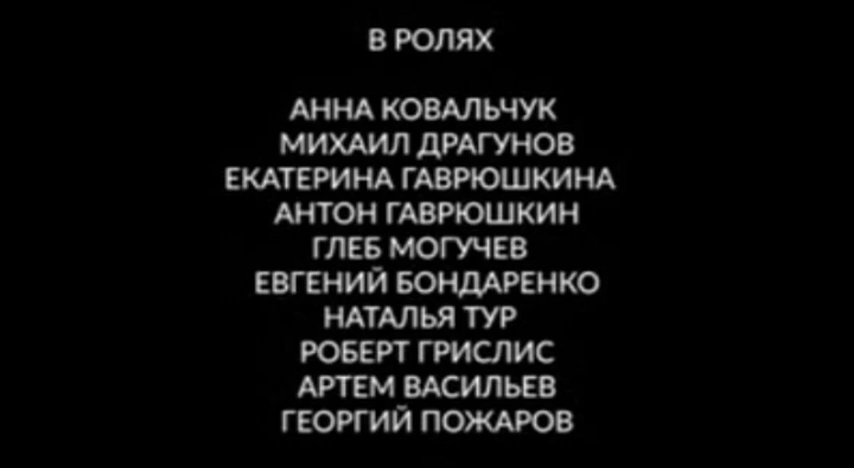 В РОЛЯХ
АННА КОВАЛЬЧУК
МИХАИЛ ДРАГУНОВ
ЕКАТЕРИНА ГАВРЮШКИНА
АНТОН ГАВРЮШКИН
ГЛЕБ МОГУЧЕВ
ЕВГЕНИЙ БОНДАРЕНКО
НАТАЛЬЯ ТУР
РОБЕРТ ГРИСЛИС
АРТЕМ ВАСИЛЬЕВ
ГЕОРГИЙ ПОЖАРОВ